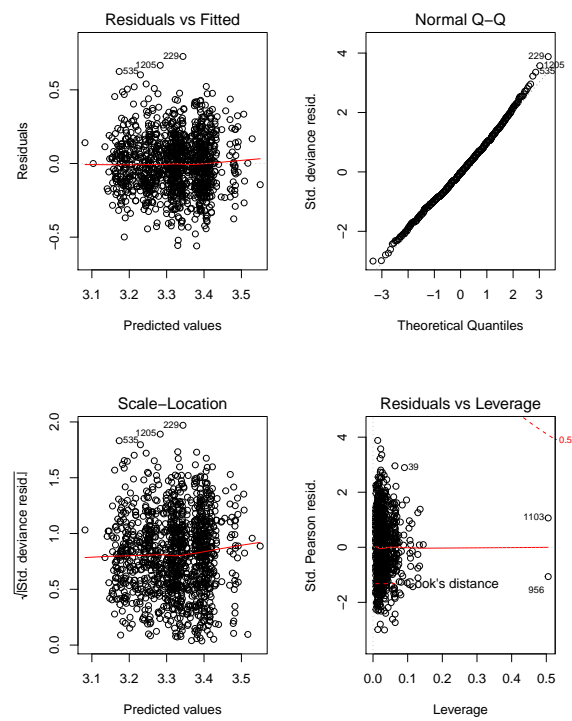 Residuals vs Fitted
Residuals
0.5
0.0
−0.5
535
1205
229
3.1 3.2 3.3 3.4 3.5
Predicted values
Normal Q−Q
Std. deviance resid.
4
2
0
−2
229
1205
535
−3 −1 0 1 2 3
Theoretical Quantiles
Scale−Location
√|Std. deviance resid.|
2.0
1.5
1.0
0.5
0.0
535
1205
229
3.1 3.2 3.3 3.4 3.5
Predicted values
Residuals vs Leverage
Std. Pearson resid.
4
2
0
−2
0.5
39
1103
956
Cook's distance
0.0 0.1 0.2 0.3 0.4 0.5
Leverage